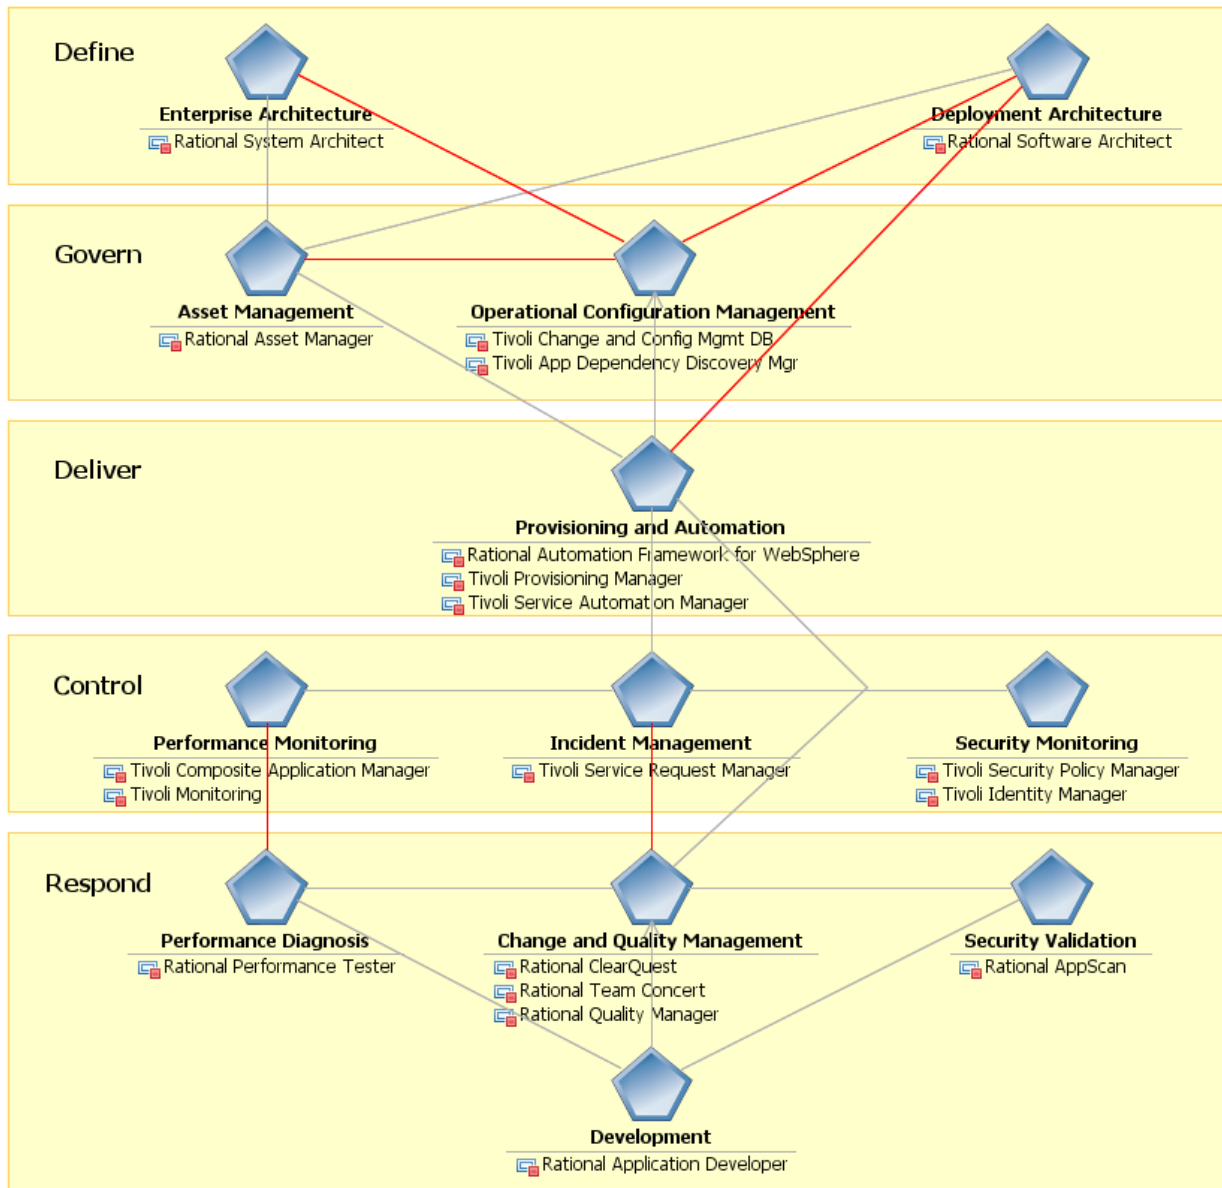 Define
Enterprise Architecture
Rational System Architect
Deployment Architecture
Rational Software Architect
Govern
Asset Management
Rational Asset Manager
Operational Configuration Management
Tivoli Change and Config Mgmt DB
Tivoli App Dependency Discovery Mgr
Deliver
Provisioning and Automation
Rational Automation Framework for WebSphere
Tivoli Provisioning Manager
Tivoli Service Automation Manager
Control
Performance Monitoring
Tivoli Composite Application Manager
Tivoli Monitoring
Incident Management
Tivoli Service Request Manager
Security Monitoring
Tivoli Security Policy Manager
Tivoli Identity Manager
Respond
Performance Diagnosis
Rational Performance Tester
Change and Quality Management
Rational ClearQuest
Rational Team Concert
Rational Quality Manager
Security Validation
Rational AppScan
Development
Rational Application Developer